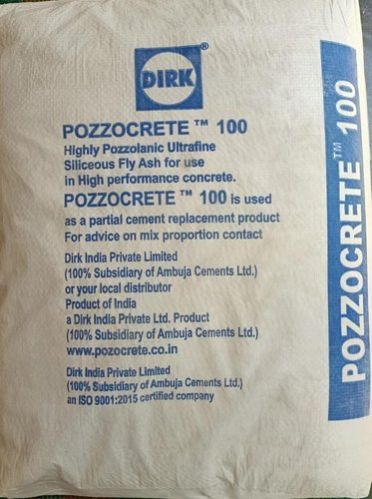 DIRK ®
POZZOCRETE ™ 100
Highly Pozzolanic Ultrafine
Siliceous Fly Ash for use
in High performance concrete.
POZZOCRETE ™ 100 is used
as a partial cement replacement product
For advice on mix proportion contact
Dirk India Private Limited
(100% Subsidiary of Ambuja Cements Ltd.)
or your local distributor
Product of India
a Dirk India Private Ltd. Product
(100% Subsidiary of Ambuja Cements Ltd.)
www.pozocrete.co.in
Dirk India Private Limited
(100% Subsidiary of Ambuja Cements Ltd.)
an ISO 9001:2015 certified company
POZZOCRETE ™ 100